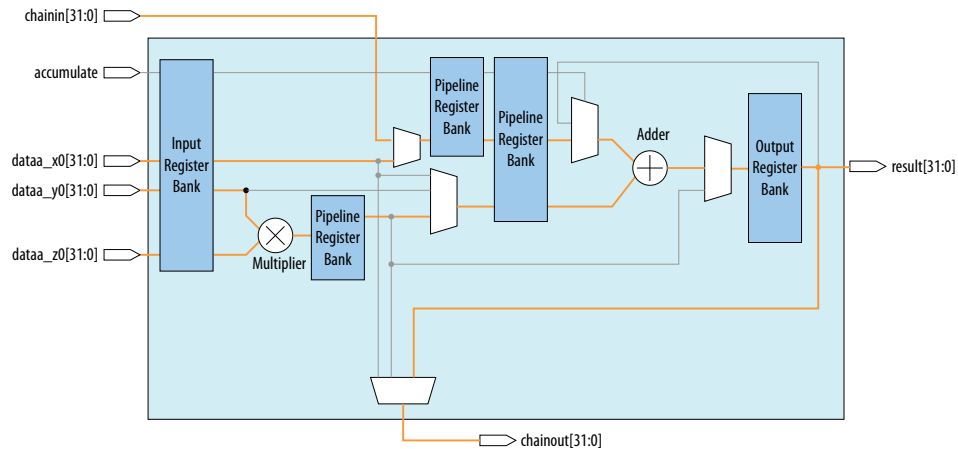 chainin[31:0]
accumulate
dataa_x0[31:0]
dataa_y0[31:0]
dataa_z0[31:0]
Input
Register
Bank
Multiplier
Pipeline
Register
Bank
Pipeline
Register
Bank
Pipeline
Register
Bank
Adder
Output
Register
Bank
result[31:0]
chainout[31:0]